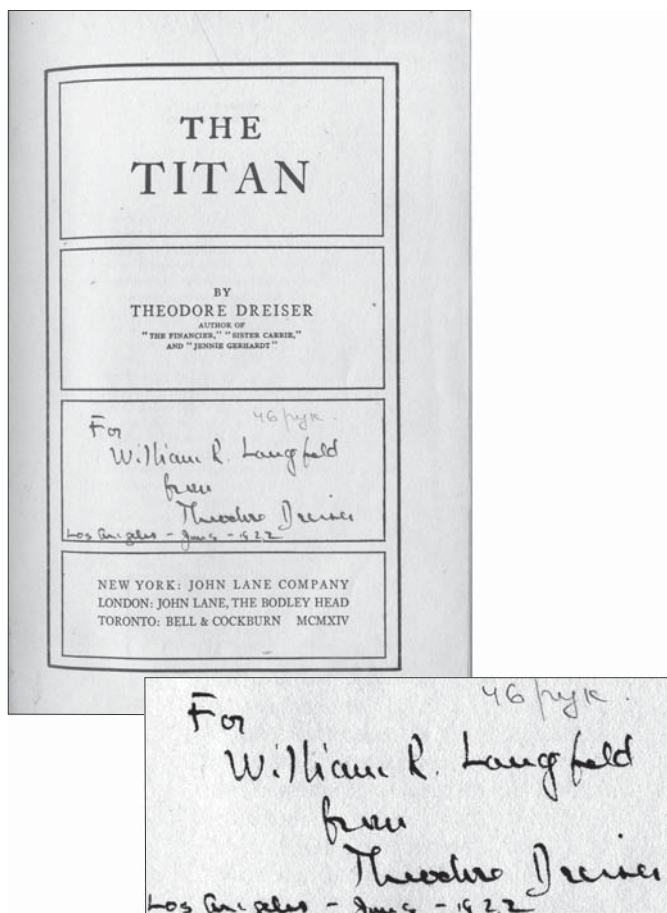 THE
TITAN
BY
THEODORE DREISER
AUTHOR OF
"THE FINANCIER," "SISTER CARRIE,"
AND "JENNIE GERHARDT"
For
William R. Langfeld
from
Theodore Dreiser
Los Angeles - June - 1922
NEW YORK: JOHN LANE COMPANY
LONDON: JOHN LANE, THE BODLEY HEAD
TORONTO: BELL & COCKBURN MCMXIV
For
William R. Langfeld
from
Theodore Dreiser
Los Angeles - June - 1922